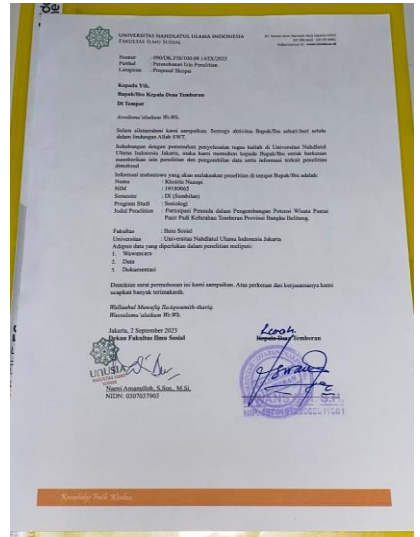 UNIVERSITAS NAHDLATUL ULAMA INDONESIA
FAKULTAS ILMU SOSIAL
Nomor : 090/DK.FIS/100.08.14/IX/2023
Perihal : Permohonan Izin Penelitian
Lampiran : Proposal Skripsi
Kepada Yth.
Bapak/Ibu Kepala Desa Temberan
Di Tempat
Assalamu'alaikum Wr.Wb.
Salam silaturahmi kami sampaikan. Semoga aktivitas Bapak/Ibu sehari-hari selalu
dalam lindungan Allah SWT.
Sehubungan dengan pemenuhan penyelesaian tugas kuliah di Universitas Nahdlatul
Ulama Indonesia Jakarta, maka kami memohon kepada Bapak/Ibu untuk berkenan
memberikan izin penelitian dan pengambilan data serta informasi terkait penelitian
dimaksud
Informasi mahasiswa yang akan melaksanakan penelitian di tempat Bapak/Ibu adalah:
Nama :
NIM : 19180065
Semester : IX (Sembilan)
Program Studi : Sosiologi
Judul Penelitian : Partisipasi Pemuda dalam Pengembangan Potensi Wisata Pantai
Pasir Padi Kelurahan Temberan Provinsi Bangka Belitung.
Fakultas : Ilmu Sosial
Universitas : Universitas Nahdlatul Ulama Indonesia Jakarta
Adapun data yang diperlukan dalam penelitian meliputi:
1. Wawancara
2. Data
3. Dokumentasi
Demikian surat permohonan ini kami sampaikan. Atas perkenan dan kerjasamanya kami
ucapkan banyak terimakasih.
Wallaahul Muwafiq Ilaaqwamith-thariq.
Wassalamu'alaikum Wr.Wb.
Jakarta, 2 September 2023
Dekan Fakultas Ilmu Sosial
Kepala Desa Temberan
UNUSIA
FAKULTAS ILMU SOSIAL
Naeni Amanulloh, S.Sos., M.Si.
NIDN: 0307037903